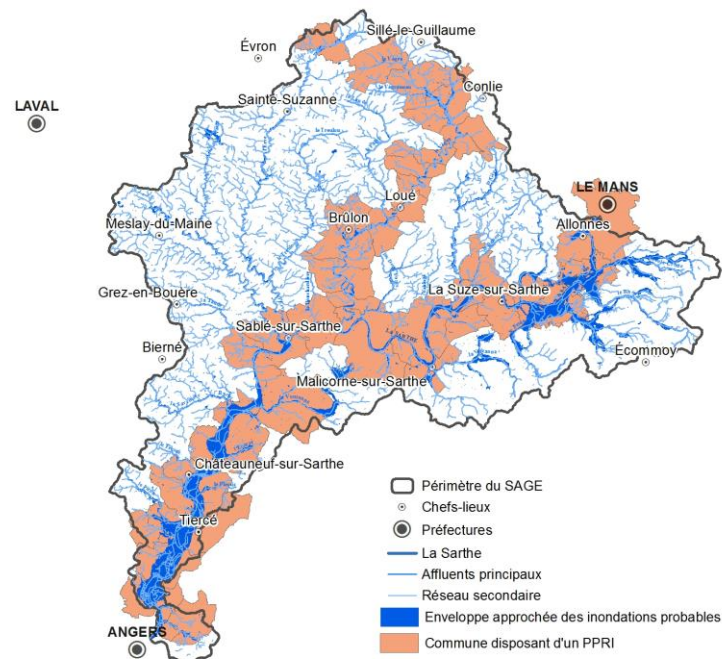 Sillé-le-Guillaume
Évron
Conlie
LAVAL
Sainte-Suzanne
LE MANS
Loué
Allonnes
Meslay-du-Maine
Brûlon
Grez-en-Bouère
La Suze-sur-Sarthe
Sablé-sur-Sarthe
La Sarthe
Bierné
Écommoy
Malicorne-sur-Sarthe
Châteauneuf-sur-Sarthe
Tiercé
ANGERS
Périmètre du SAGE
Chefs-lieux
Préfectures
La Sarthe
Affluents principaux
Réseau secondaire
Enveloppe approchée des inondations probables
Commune disposant d'un PPRI